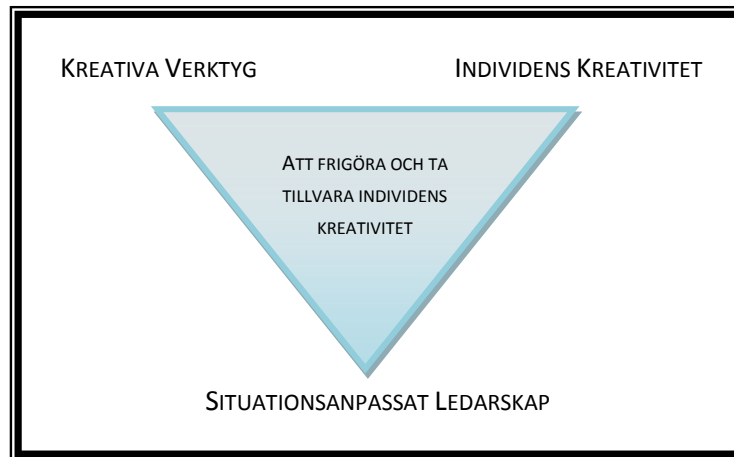 KREATIVA VERKTYG
INDIVIDENS KREATIVITET
ATT FRIGÖRA OCH TA
TILLVARA INDIVIDENS
KREATIVITET
SITUATIONSANPASSAT LEDARSKAP